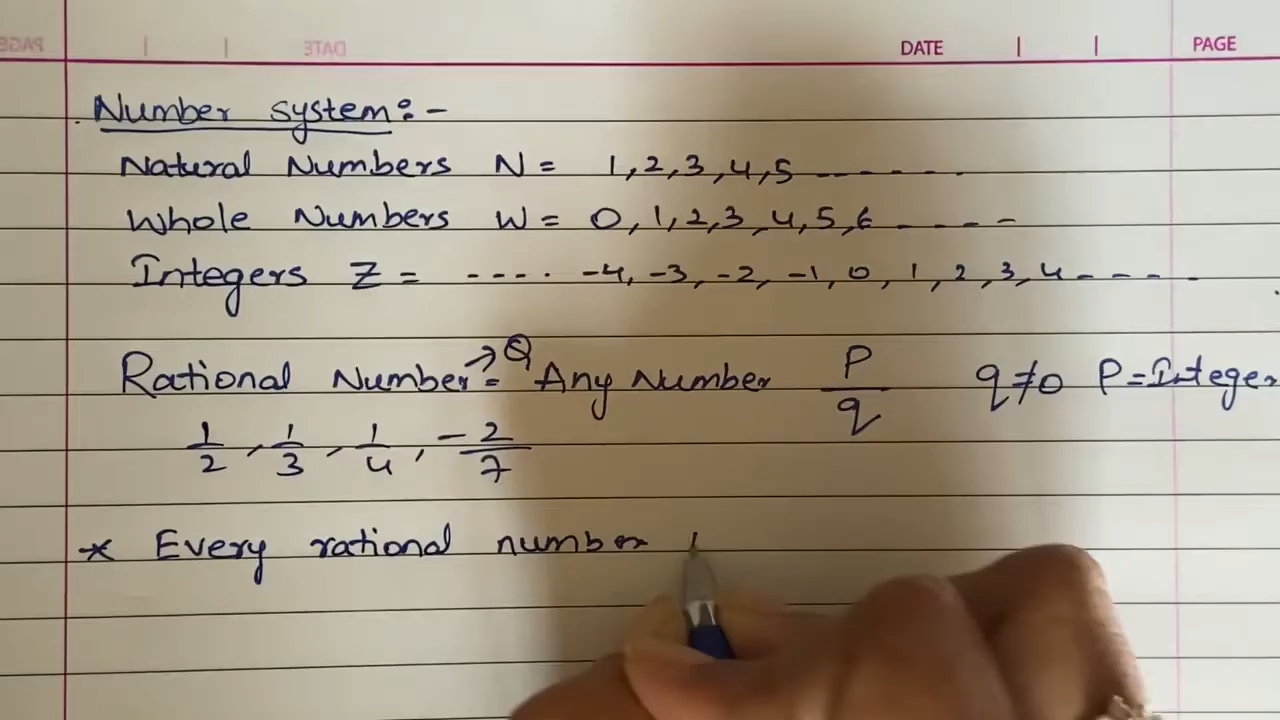 DATE PAGE
Number system:-
Natural Numbers N = 1, 2, 3, 4, 5 ------
Whole Numbers W = 0, 1, 2, 3, 4, 5, 6 ----
Integers Z = .... -4, -3, -2, -1, 0, 1, 2, 3, 4 ----
Rational Number = → Q Any Number P/q q≠0 P = Integer
1/2, 1/3, 1/4, -2/7
* Every rational number